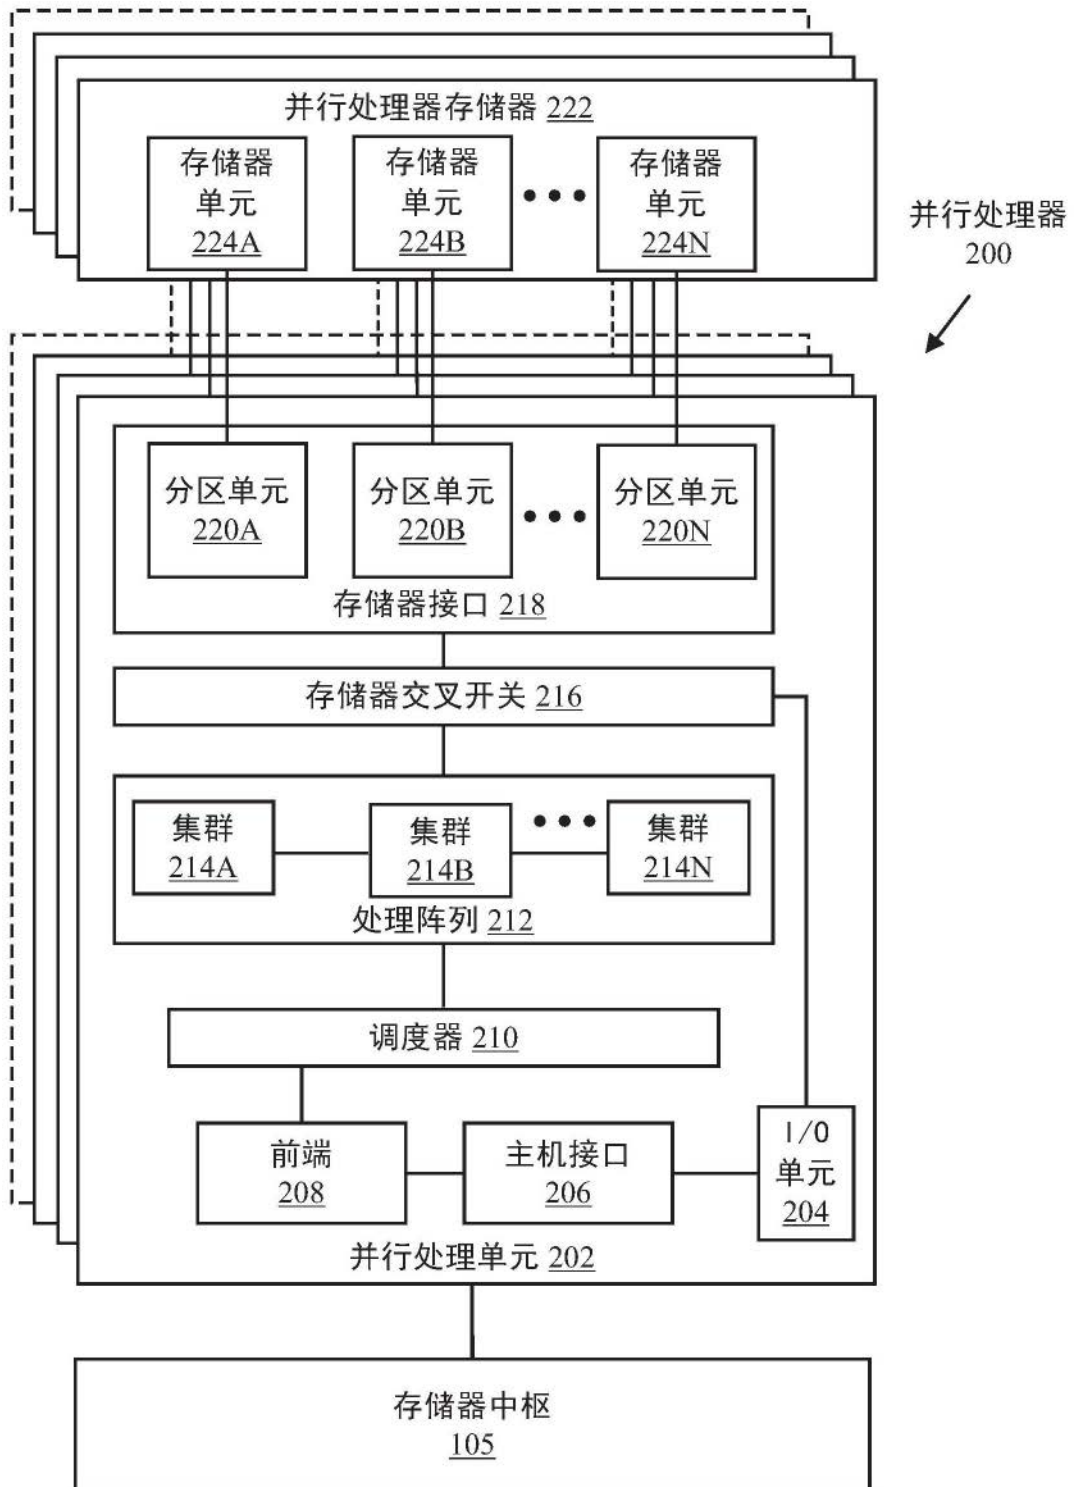 并行处理器存储器 222
存储器
单元
224A
存储器
单元
224B
存储器
单元
224N
并行处理器
200
分区单元
220A
分区单元
220B
分区单元
220N
存储器接口 218
存储器交叉开关 216
集群
214A
集群
214B
集群
214N
处理阵列 212
调度器 210
前端
208
主机接口
206
I/O
单元
204
并行处理单元 202
存储器中枢
105